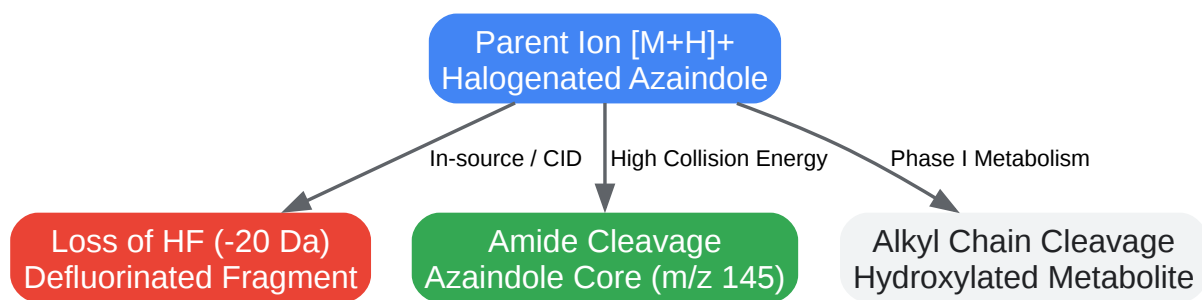 Parent Ion [M+H]+
Halogenated Azaindole
In-source / CID
High Collision Energy
Phase I Metabolism
Loss of HF (-20 Da)
Defluorinated Fragment
Amide Cleavage
Azaindole Core (m/z 145)
Alkyl Chain Cleavage
Hydroxylated Metabolite